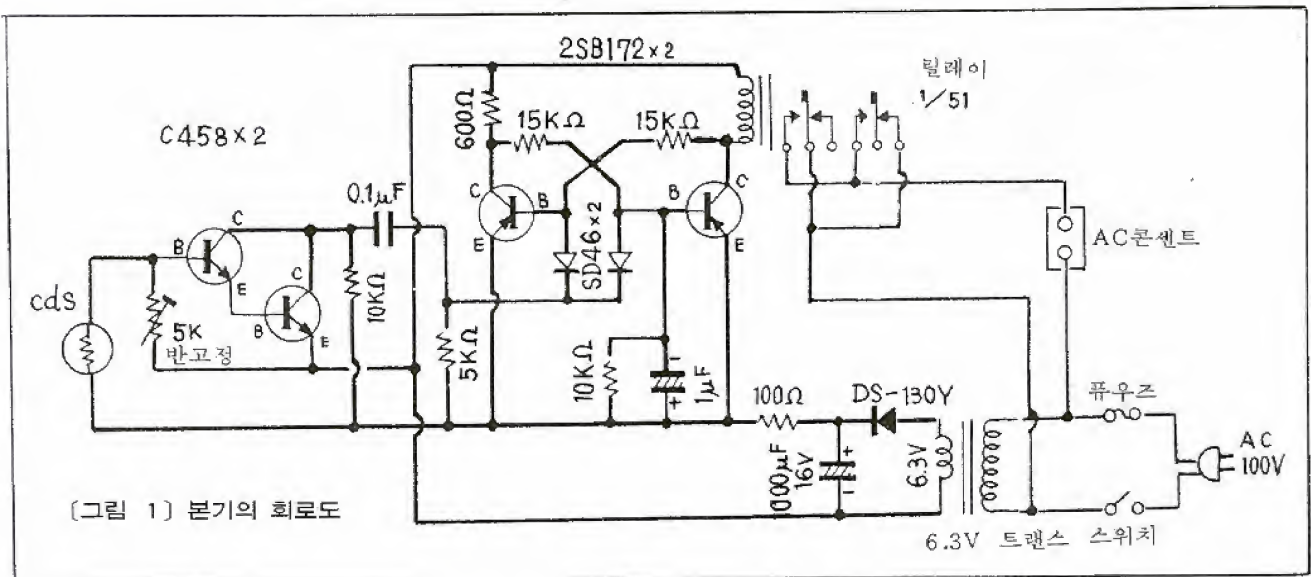 2SB172×2
릴레이
1/51
C458×2
600Ω
15KΩ
15KΩ
0.1μF
C
B
E
C
B
E
C
B
E
C
B
E
SD46×2
cds
5K
반고정
10KΩ
5KΩ
10KΩ
1μF
-
+
AC콘센트
100Ω
DS-130Y
1000μF
16V
+
-
6.3V
퓨우즈
AC
100V
6.3V 트랜스 스위치
〔그림 1〕 본기의 회로도